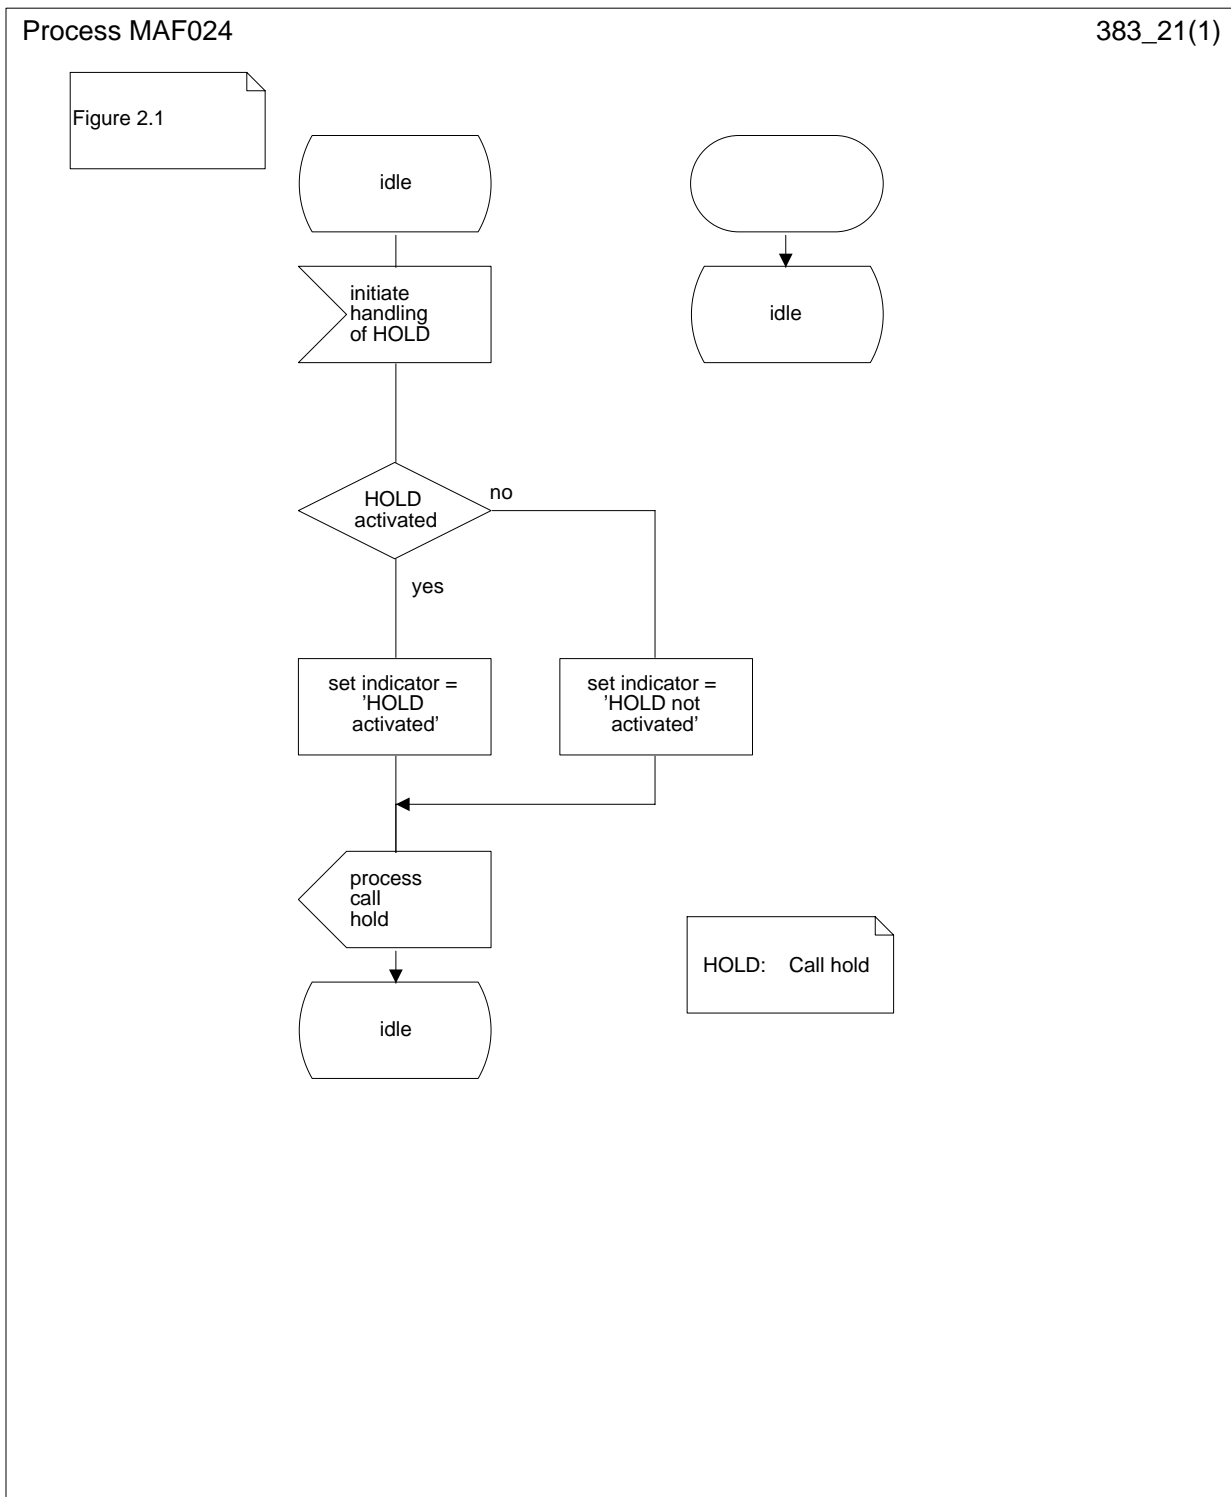 Process MAF024
383_21(1)
Figure 2.1
idle
initiate
handling
of HOLD
idle
HOLD
activated
no
yes
set indicator =
’HOLD
activated’
set indicator =
’HOLD not
activated’
process
call
hold
HOLD: Call hold
idle